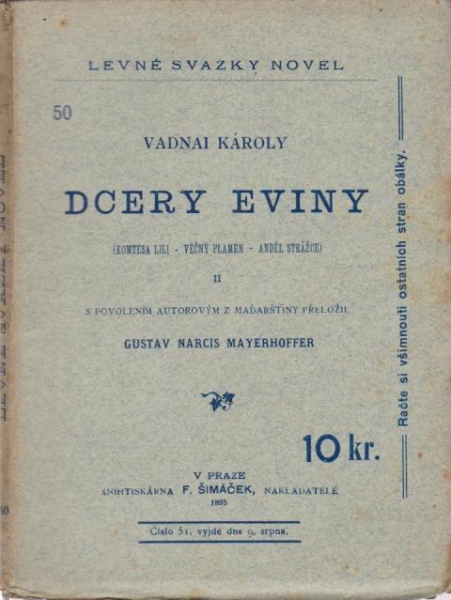 LEVNÉ SVAZKY NOVEL
50
VADNAI KÁROLY
DCERY EVINY
(KOMTESA LILI - VĚČNÝ PLAMEN - ANDĚL STRÁŽCE)
II
S POVOLENÍM AUTOROVÝM Z MAĎARŠTINY PŘELOŽIL
GUSTAV NARCIS MAYERHOFFER
10 kr.
V PRAZE
KNIHTISKÁRNA F. ŠIMÁČEK, NAKLADATELÉ
1895
Číslo 51. vyjde dne 9. srpna.
Račte si všimnouti ostatních stran obálky.